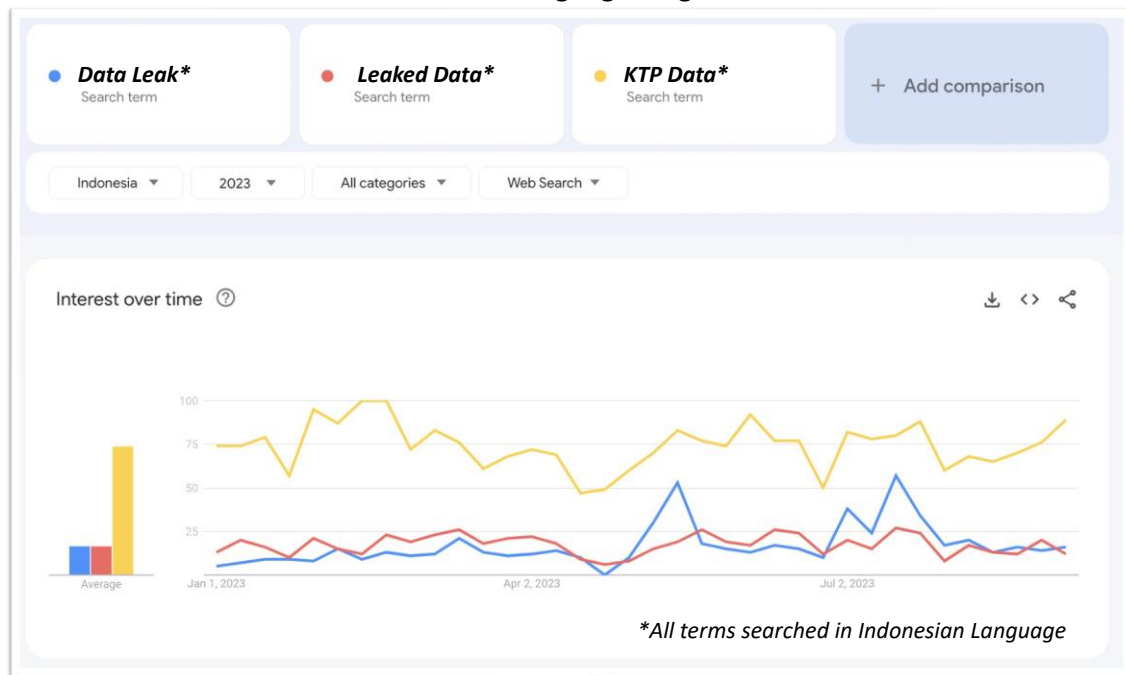 Data Leak*
Search term
Leaked Data*
Search term
KTP Data*
Search term
+ Add comparison
Indonesia
2023
All categories
Web Search
Interest over time
100
75
50
25
Average
Jan 1, 2023
Apr 2, 2023
Jul 2, 2023
*All terms searched in Indonesian Language